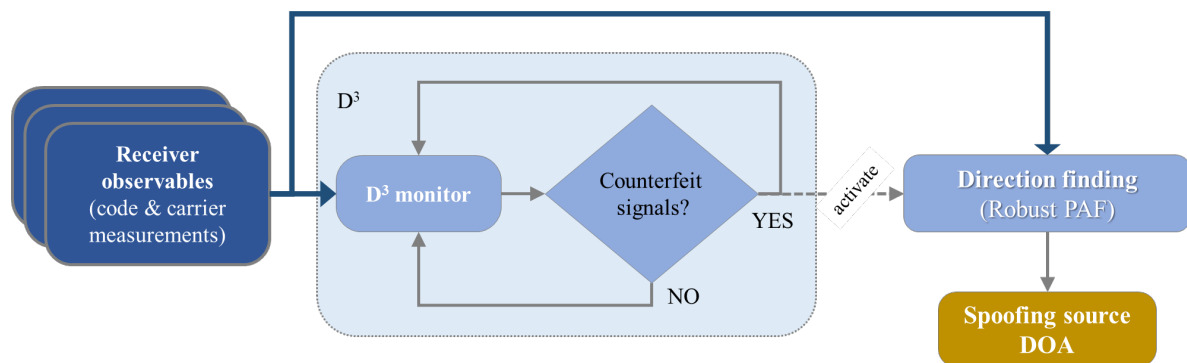 Receiver
observables
(code & carrier
measurements)
D³
D³ monitor
Counterfeit
signals?
YES
NO
activate
Direction finding
(Robust PAF)
Spoofing source
DOA